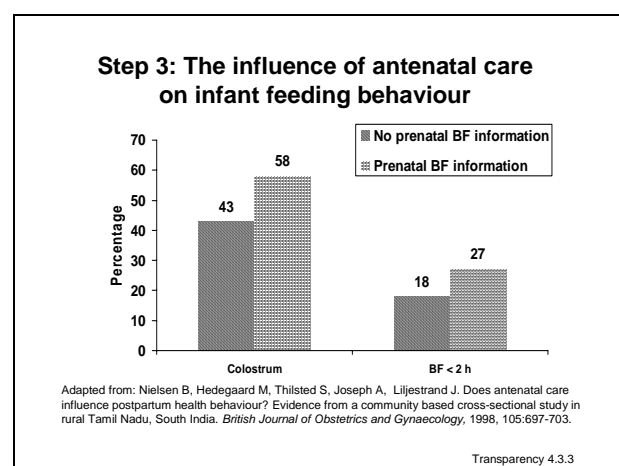 Step 3: The influence of antenatal care
on infant feeding behaviour
70
60
50
40
30
20
10
0
Percentage
43
58
18
27
No prenatal BF information
Prenatal BF information
Colostrum
BF < 2 h
Adapted from: Nielsen B, Hedegaard M, Thilsted S, Joseph A, Liljestrand J. Does antenatal care
influence postpartum health behaviour? Evidence from a community based cross-sectional study in
rural Tamil Nadu, South India. British Journal of Obstetrics and Gynaecology, 1998, 105:697-703.
Transparency 4.3.3